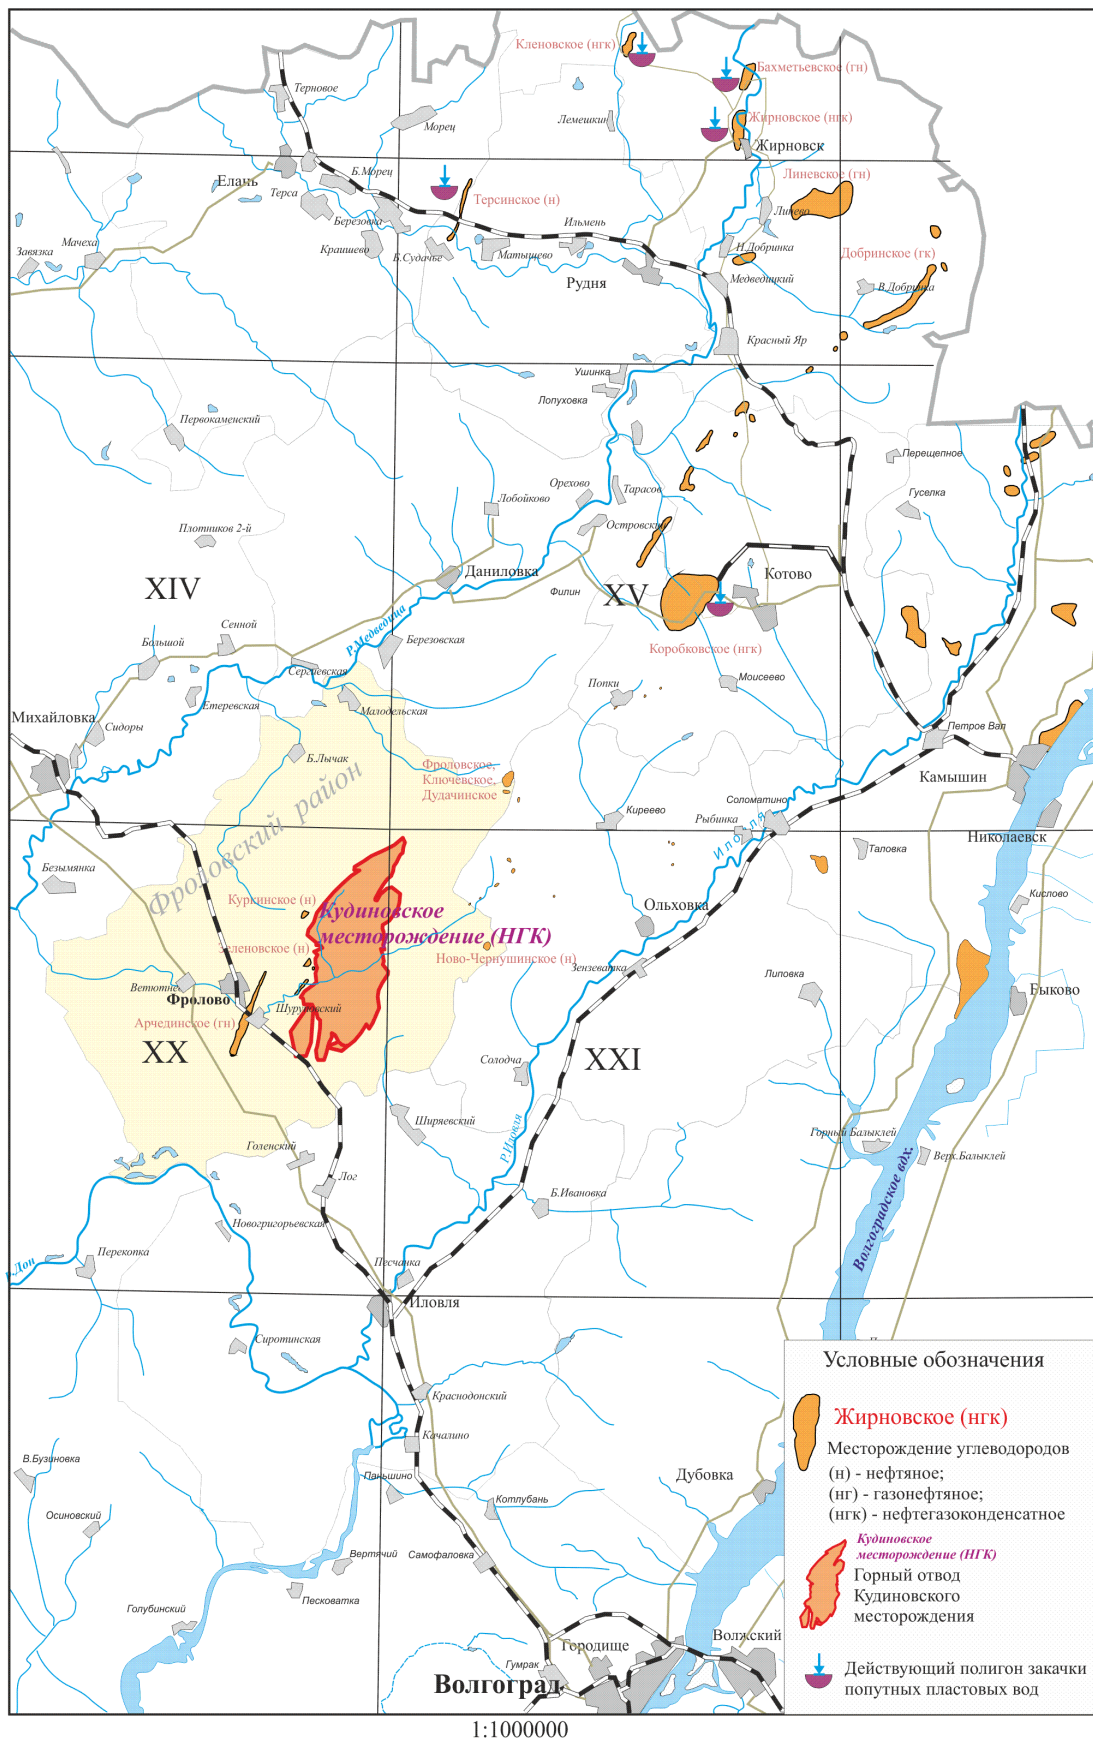 Кленовское (нгк)
Бахметьевское (гн)
Терновое
Морец
Лемешкин
Жирновское (нгк)
Жирновск
Б.Морец
Елань
Терса
Линевское (гн)
Терсинское (н)
Березовка
Ильмень
Линево
Мачеха
Завязка
Краишево
Б.Судачье
Матышево
Н.Добринка
Добринское (гк)
Рудня
Медведицкий
В.Добринка
Красный Яр
Ушинка
Лопуховка
Первокаменский
Перещепное
Орехово
Тарасов
Гуселка
Лобойково
Плотников 2-й
Островский
Даниловка
Котово
XIV
Филин
XV
Р.Медведица
Сенной
Большой
Березовская
Коробковское (нгк)
Сергиевская
Попки
Моисеево
Етеревская
Малодельская
Михайловка
Сидоры
Петров Вал
Б.Лычак
Фроловское,
Ключевское,
Дудачинское
Камышин
Фроловский район
Киреево
Соломатино
Рыбинка
Иловля
Николаевск
Таловка
Безымянка
Куркинское (н)
Кудиновское
месторождение (НГК)
Кислово
Ольховка
Зеленовское (н)
Ново-Чернушинское (н)
Зензеватка
Липовка
Быково
Ветютнев
Фролово
Шуруповский
Арчединское (гн)
XX
XXI
Солодча
Ширяевский
Р.Иловля
Горный Балыклей
Верх.Балыклей
Голенский
Лог
Б.Ивановка
Волгоградское вдх.
Новогригорьевская
Перекопка
Песчанка
р.Дон
Иловля
Сиротинская
Краснодонский
Качалино
В.Бузиновка
Паньшино
Дубовка
Котлубань
Осиновский
Вертячий
Самофаловка
Песковатка
Голубинский
Городище
Волжский
Гумрак
Волгоград
Условные обозначения
Жирновское (нгк)
Месторождение углеводородов
(н) - нефтяное;
(нг) - газонефтяное;
(нгк) - нефтегазоконденсатное
Кудиновское
месторождение (НГК)
Горный отвод
Кудиновского
месторождения
Действующий полигон закачки
попутных пластовых вод
1:1000000